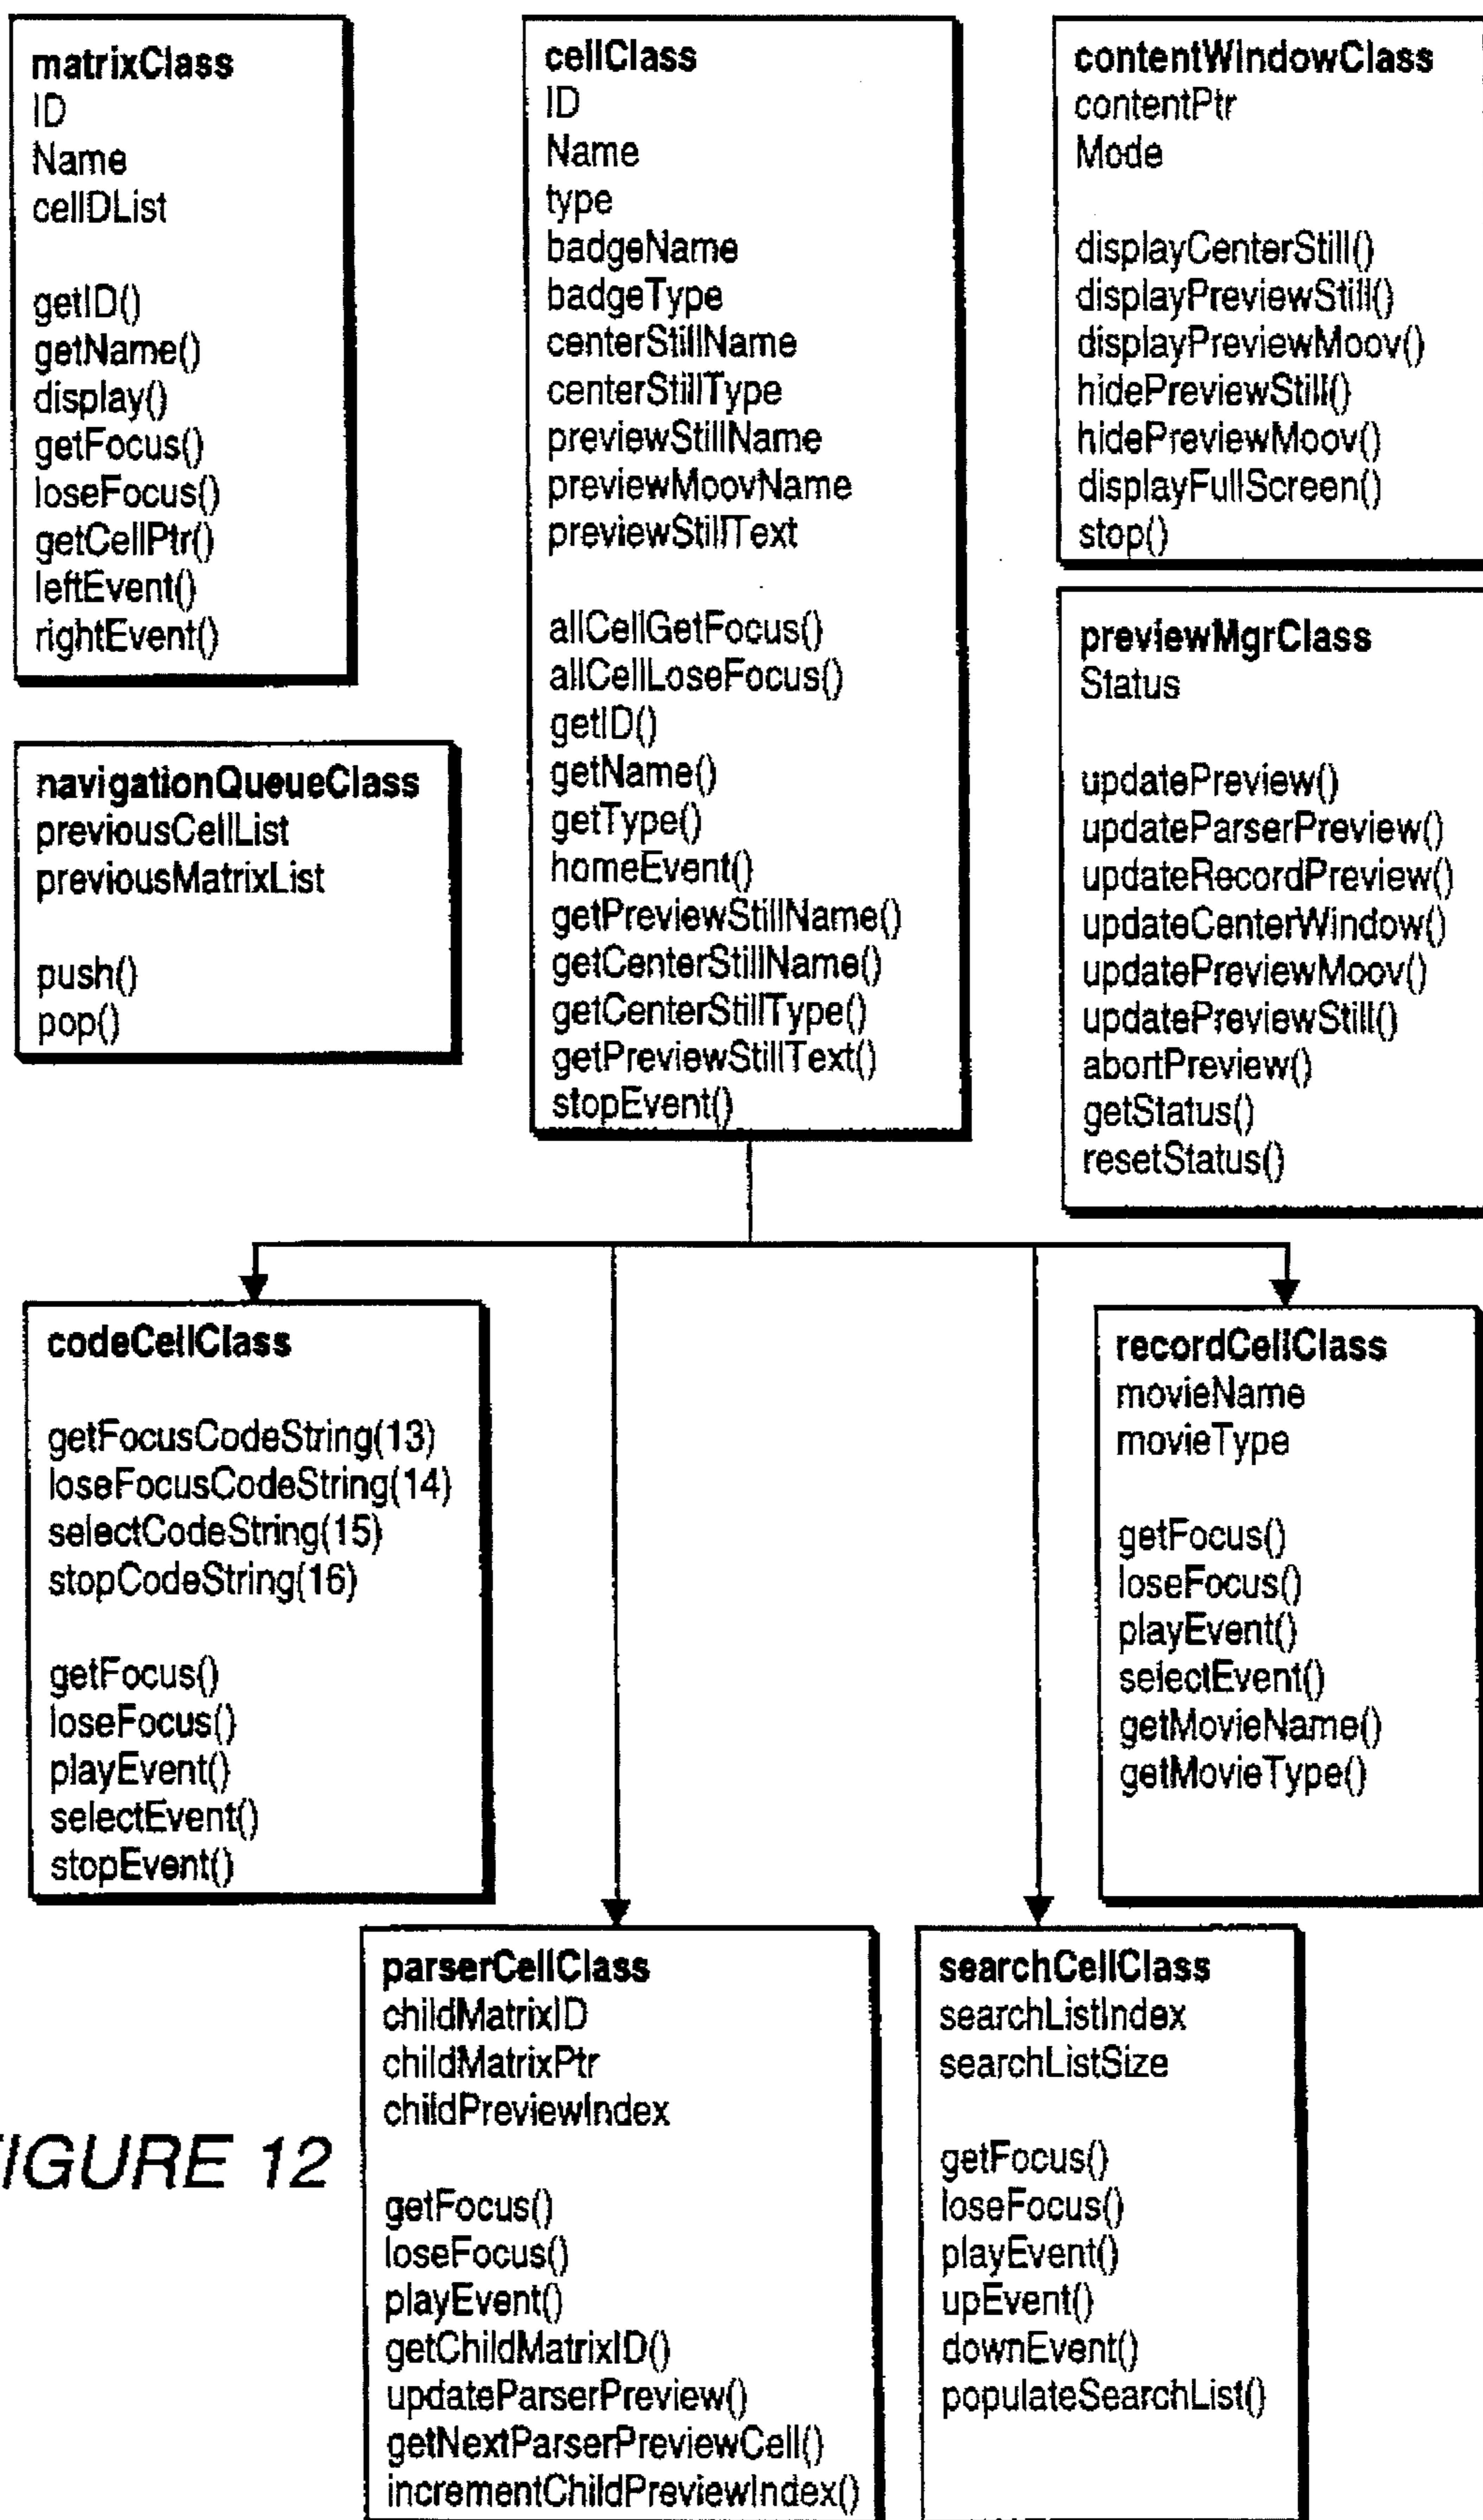 matrixClass
ID
Name
cellDList
getID()
getName()
display()
getFocus()
loseFocus()
getCellPtr()
leftEvent()
rightEvent()
cellClass
ID
Name
type
badgeName
badgeType
centerStillName
centerStillType
previewStillName
previewMoovName
previewStillText
allCellGetFocus()
allCellLoseFocus()
getID()
getName()
getType()
homeEvent()
getPreviewStillName()
getCenterStillName()
getCenterStillType()
getPreviewStillText()
stopEvent()
contentWindowClass
contentPtr
Mode
displayCenterStill()
displayPreviewStill()
displayPreviewMoov()
hidePreviewStill()
hidePreviewMoov()
displayFullScreen()
stop()
previewMgrClass
Status
updatePreview()
updateParserPreview()
updateRecordPreview()
updateCenterWindow()
updatePreviewMoov()
updatePreviewStill()
abortPreview()
getStatus()
resetStatus()
navigationQueueClass
previousCellList
previousMatrixList
push()
pop()
codeCellClass
getFocusCodeString(13)
loseFocusCodeString(14)
selectCodeString(15)
stopCodeString(16)
getFocus()
loseFocus()
playEvent()
selectEvent()
stopEvent()
recordCellClass
movieName
movieType
getFocus()
loseFocus()
playEvent()
selectEvent()
getMovieName()
getMovieType()
parserCellClass
childMatrixID
childMatrixPtr
childPreviewIndex
getFocus()
loseFocus()
playEvent()
getChildMatrixID()
updateParserPreview()
getNextParserPreviewCell()
incrementChildPreviewIndex()
searchCellClass
searchListIndex
searchListSize
getFocus()
loseFocus()
playEvent()
upEvent()
downEvent()
populateSearchList()
IGURE 12